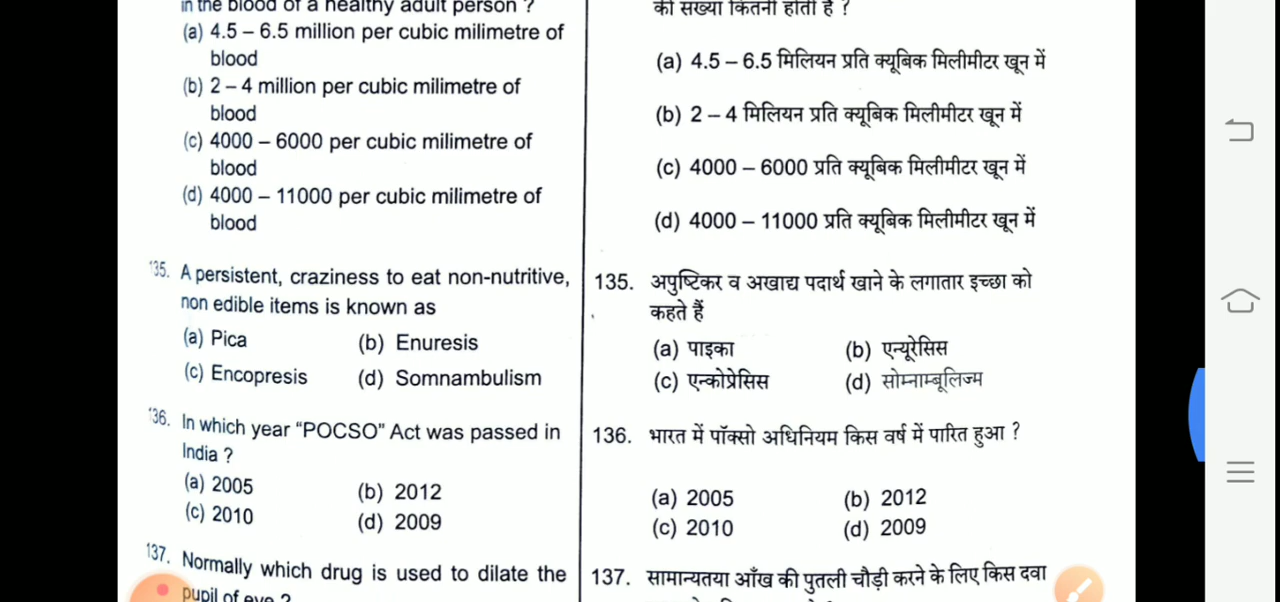 in the blood of a healthy adult person ?
(a) 4.5 – 6.5 million per cubic milimetre of
blood
(b) 2 – 4 million per cubic milimetre of
blood
(c) 4000 – 6000 per cubic milimetre of
blood
(d) 4000 – 11000 per cubic milimetre of
blood
135. A persistent, craziness to eat non-nutritive,
non edible items is known as
(a) Pica (b) Enuresis
(c) Encopresis (d) Somnambulism
136. In which year “POCSO” Act was passed in
India ?
(a) 2005 (b) 2012
(c) 2010 (d) 2009
137. Normally which drug is used to dilate the
pupil of eye ?
की संख्या कितनी होती है ?
(a) 4.5 – 6.5 मिलियन प्रति क्यूबिक मिलीमीटर खून में
(b) 2 – 4 मिलियन प्रति क्यूबिक मिलीमीटर खून में
(c) 4000 – 6000 प्रति क्यूबिक मिलीमीटर खून में
(d) 4000 – 11000 प्रति क्यूबिक मिलीमीटर खून में
135. अपुष्टिकर व अखाद्य पदार्थ खाने के लगातार इच्छा को
कहते हैं
(a) पाइका (b) एन्यूरेसिस
(c) एन्कोप्रेसिस (d) सोम्नाम्बूलिज्म
136. भारत में पॉक्सो अधिनियम किस वर्ष में पारित हुआ ?
(a) 2005 (b) 2012
(c) 2010 (d) 2009
137. सामान्यतया आँख की पुतली चौड़ी करने के लिए किस दवा